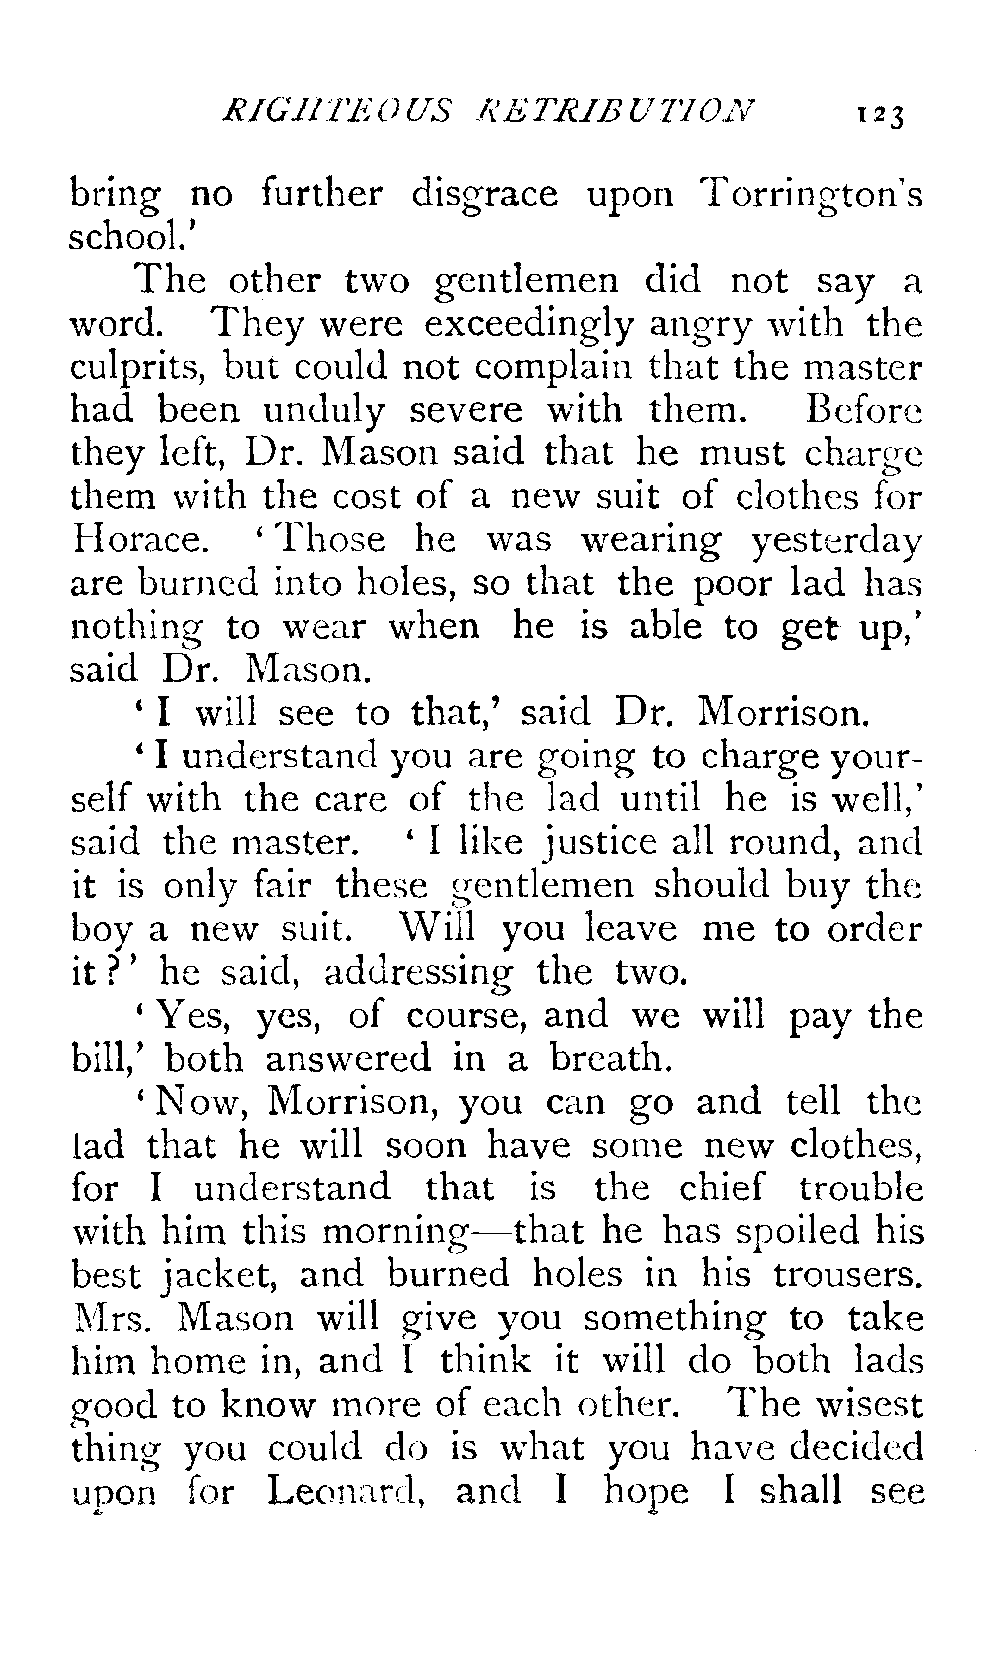 RIGHTEOUS RETRIBUTION 123
bring no further disgrace upon Torrington's
school.'
The other two gentlemen did not say a
word. They were exceedingly angry with the
culprits, but could not complain that the master
had been unduly severe with them. Before
they left, Dr. Mason said that he must charge
them with the cost of a new suit of clothes for
Horace. ‘Those he was wearing yesterday
are burned into holes, so that the poor lad has
nothing to wear when he is able to get up,’
said Dr. Mason.
‘I will see to that,’ said Dr. Morrison.
‘I understand you are going to charge your-
self with the care of the lad until he is well,’
said the master. ‘I like justice all round, and
it is only fair these gentlemen should buy the
boy a new suit. Will you leave me to order
it?’ he said, addressing the two.
‘Yes, yes, of course, and we will pay the
bill,’ both answered in a breath.
‘Now, Morrison, you can go and tell the
lad that he will soon have some new clothes,
for I understand that is the chief trouble
with him this morning—that he has spoiled his
best jacket, and burned holes in his trousers.
Mrs. Mason will give you something to take
him home in, and I think it will do both lads
good to know more of each other. The wisest
thing you could do is what you have decided
upon for Leonard, and I hope I shall see